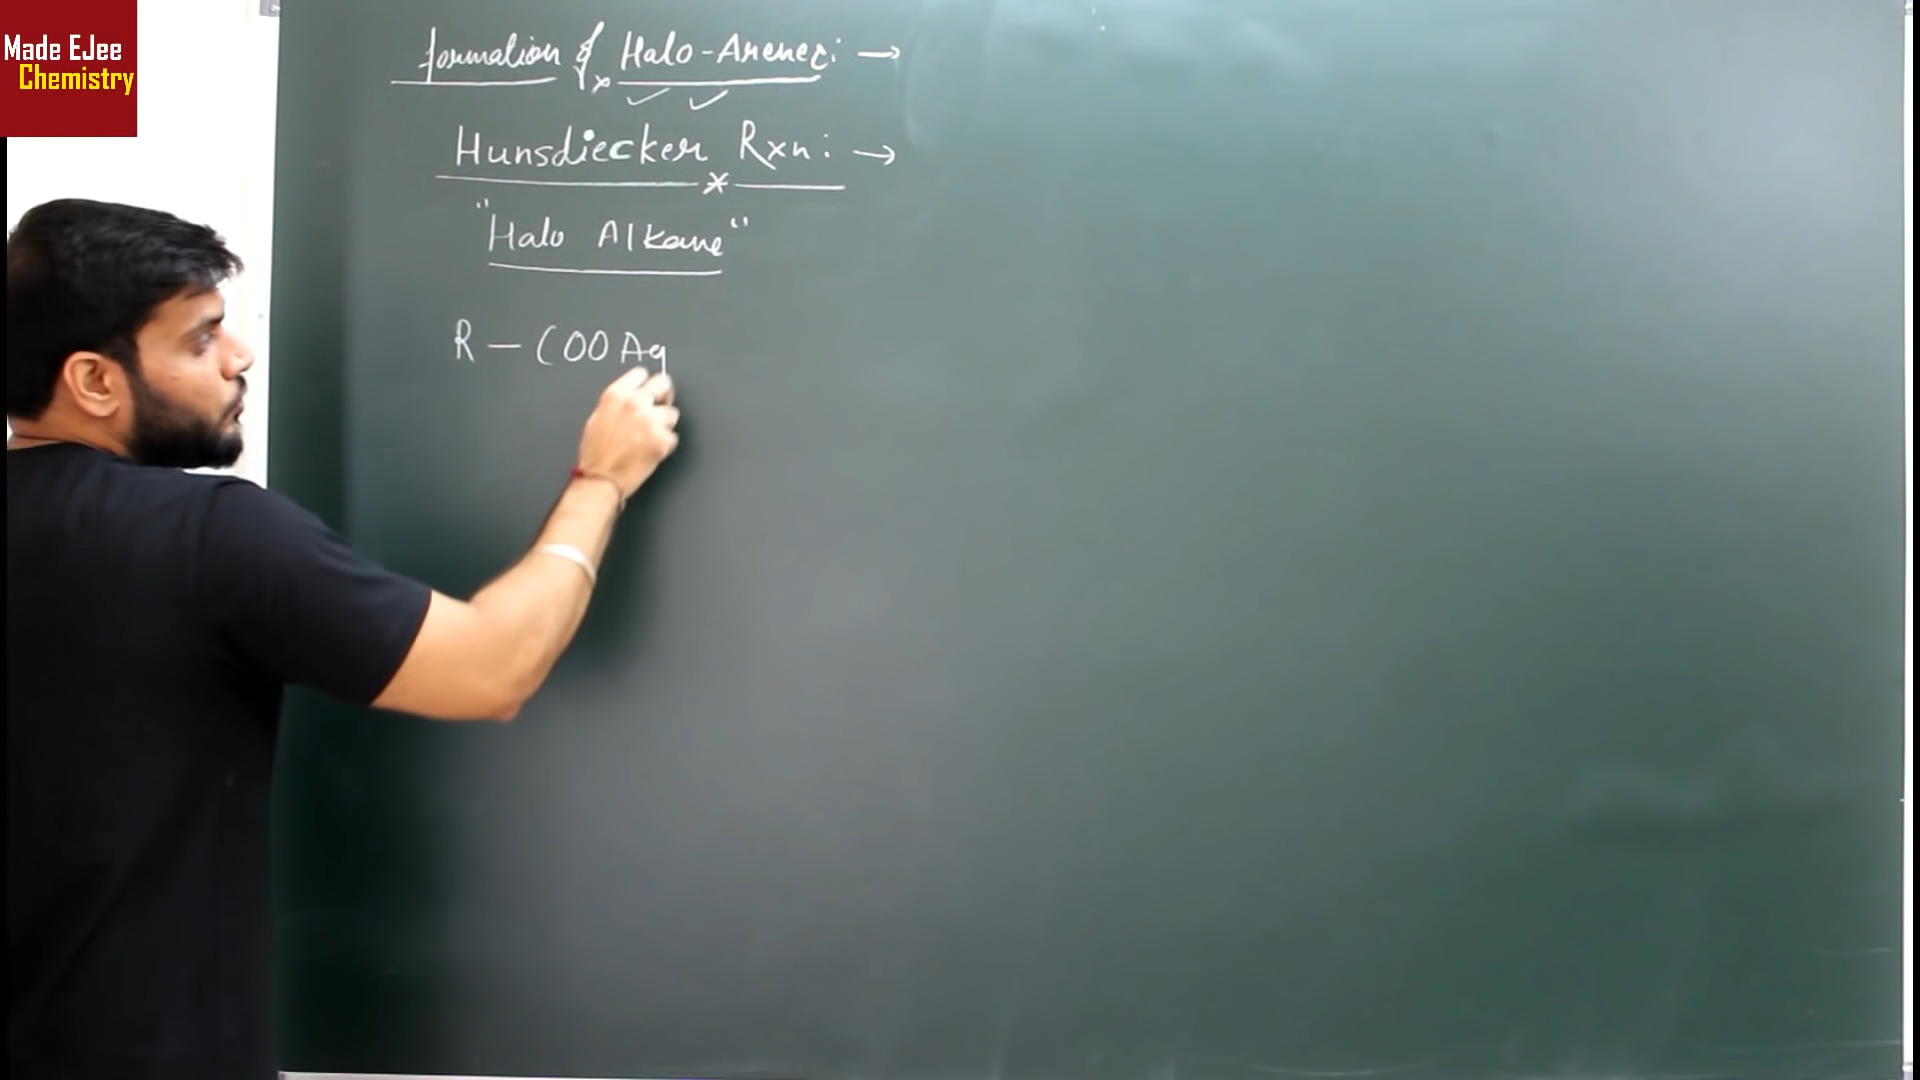 Made EJee
Chemistry
formation of Halo-Arenes: →
Hunsdiecker Rxn: →
"Halo Alkane"
R - COOAg